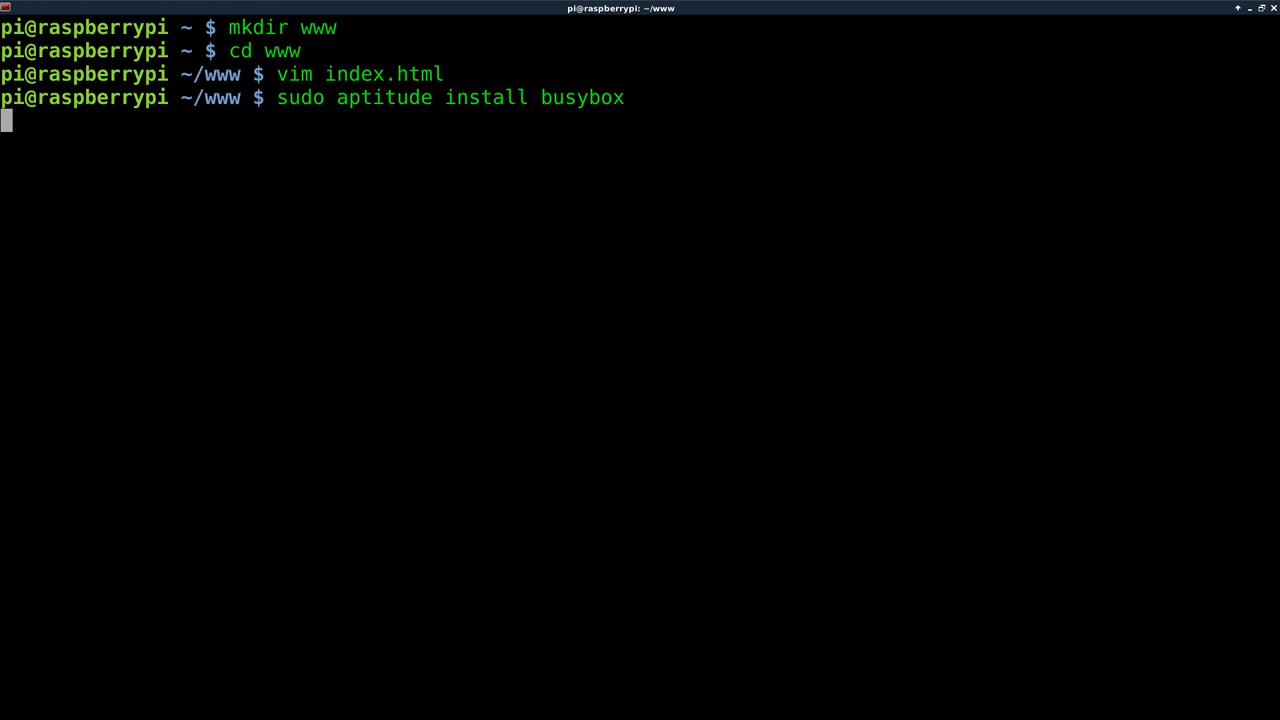 pi@raspberrypi: ~/www
pi@raspberrypi ~ $ mkdir www
pi@raspberrypi ~ $ cd www
pi@raspberrypi ~/www $ vim index.html
pi@raspberrypi ~/www $ sudo aptitude install busybox